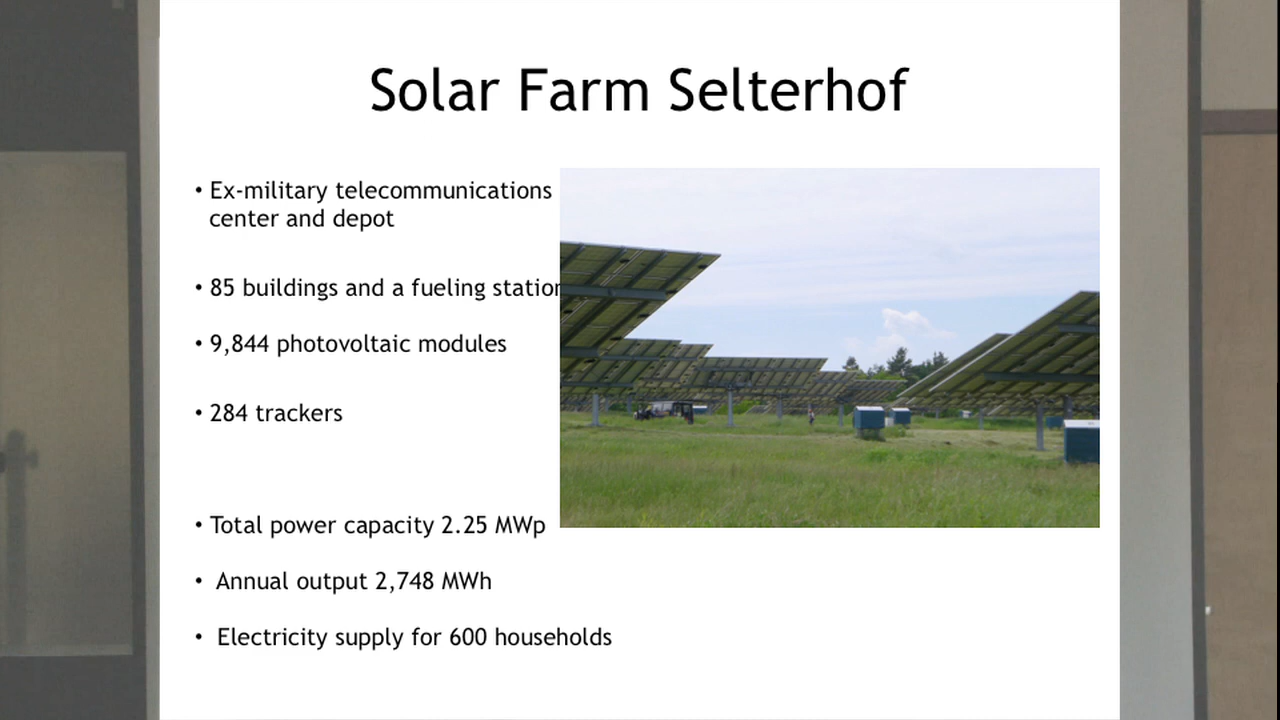 Solar Farm Selterhof
• Ex-military telecommunications
center and depot
• 85 buildings and a fueling station
• 9,844 photovoltaic modules
• 284 trackers
• Total power capacity 2.25 MWp
• Annual output 2,748 MWh
• Electricity supply for 600 households